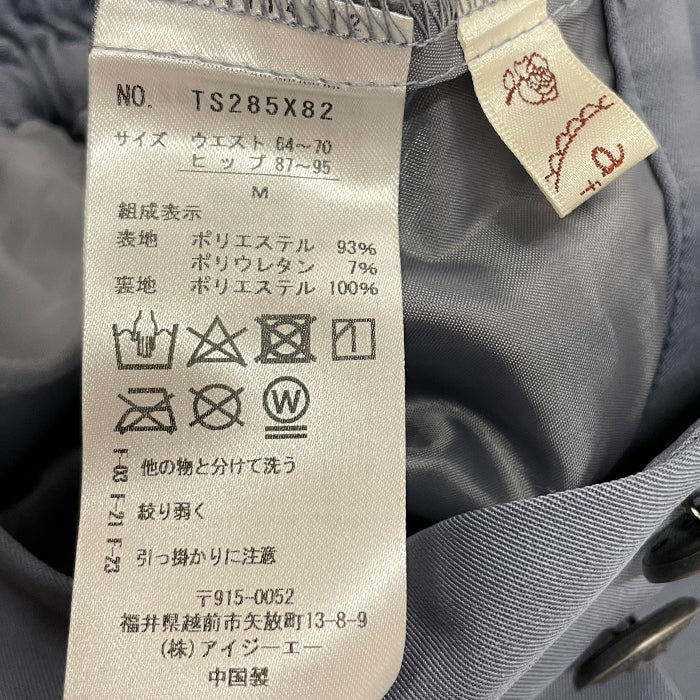 NO. TS285X82
サイズ ウエスト 64～70
ヒップ 87～95
M
組成表示
表地 ポリエステル 93%
ポリウレタン 7%
裏地 ポリエステル 100%
1
W
F-03 他の物と分けて洗う
F-21 絞り弱く
F-73 引っ掛かりに注意
〒915-0052
福井県越前市矢放町13-8-9
(株)アイジーエー
中国製